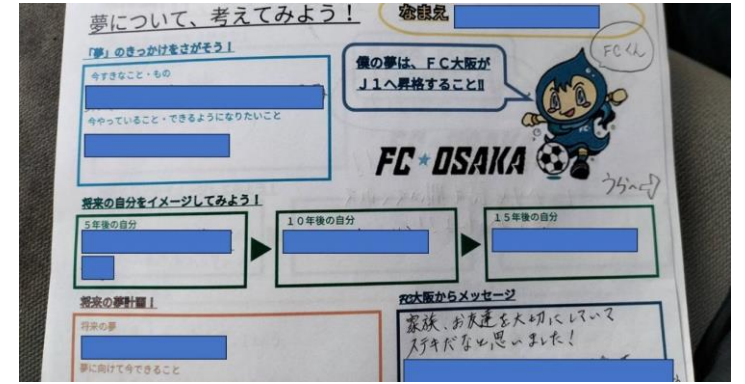 夢について、考えてみよう！
なまえ
「夢」のきっかけをさがそう！
今すきなこと・もの
今やっていること・できるようになりたいこと
僕の夢は、ＦＣ大阪が
Ｊ１へ昇格すること!!
FCくん
FC
FC★OSAKA
うらへ⇨
将来の自分をイメージしてみよう！
5年後の自分
10年後の自分
15年後の自分
将来の夢計画！
将来の夢
夢に向けて今できること
FC大阪からメッセージ
家族、お友達を大切にしていて
ステキだなと思いました！